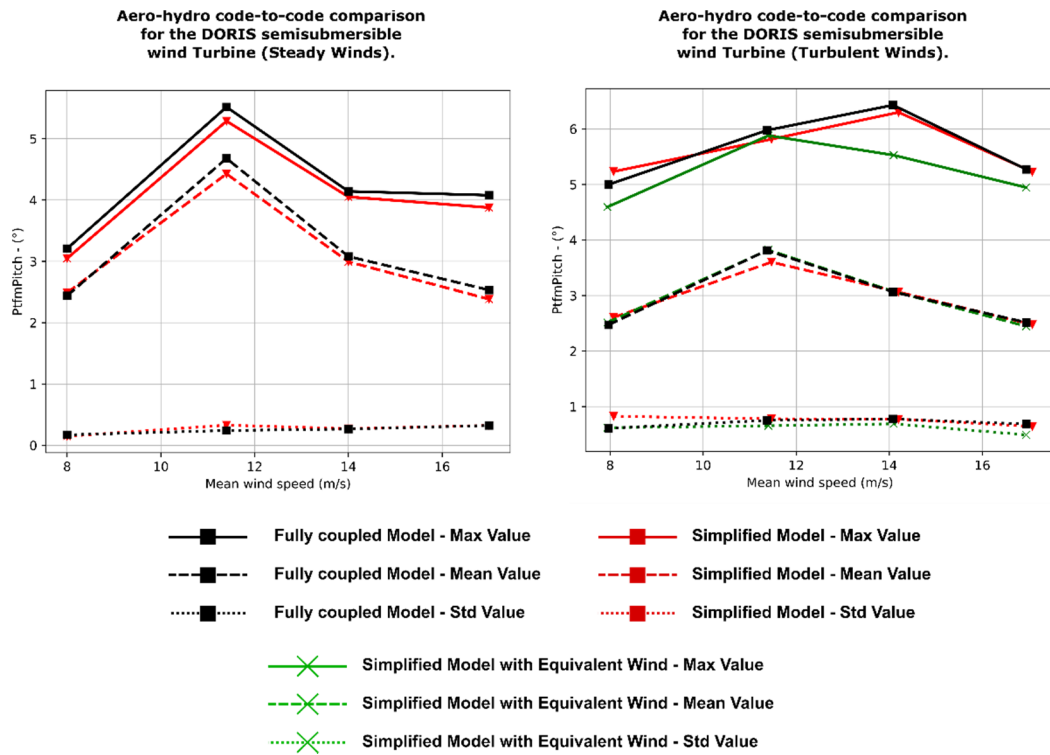 Aero-hydro code-to-code comparison
for the DORIS semisubmersible
wind Turbine (Steady Winds).
PtfmPitch - (°)
5
4
3
2
1
0
8
10
12
14
16
Mean wind speed (m/s)
Aero-hydro code-to-code comparison
for the DORIS semisubmersible
wind Turbine (Turbulent Winds).
PtfmPitch - (°)
6
5
4
3
2
1
8
10
12
14
16
Mean wind speed (m/s)
Fully coupled Model - Max Value
Simplified Model - Max Value
Fully coupled Model - Mean Value
Simplified Model - Mean Value
Fully coupled Model - Std Value
Simplified Model - Std Value
Simplified Model with Equivalent Wind - Max Value
Simplified Model with Equivalent Wind - Mean Value
Simplified Model with Equivalent Wind - Std Value